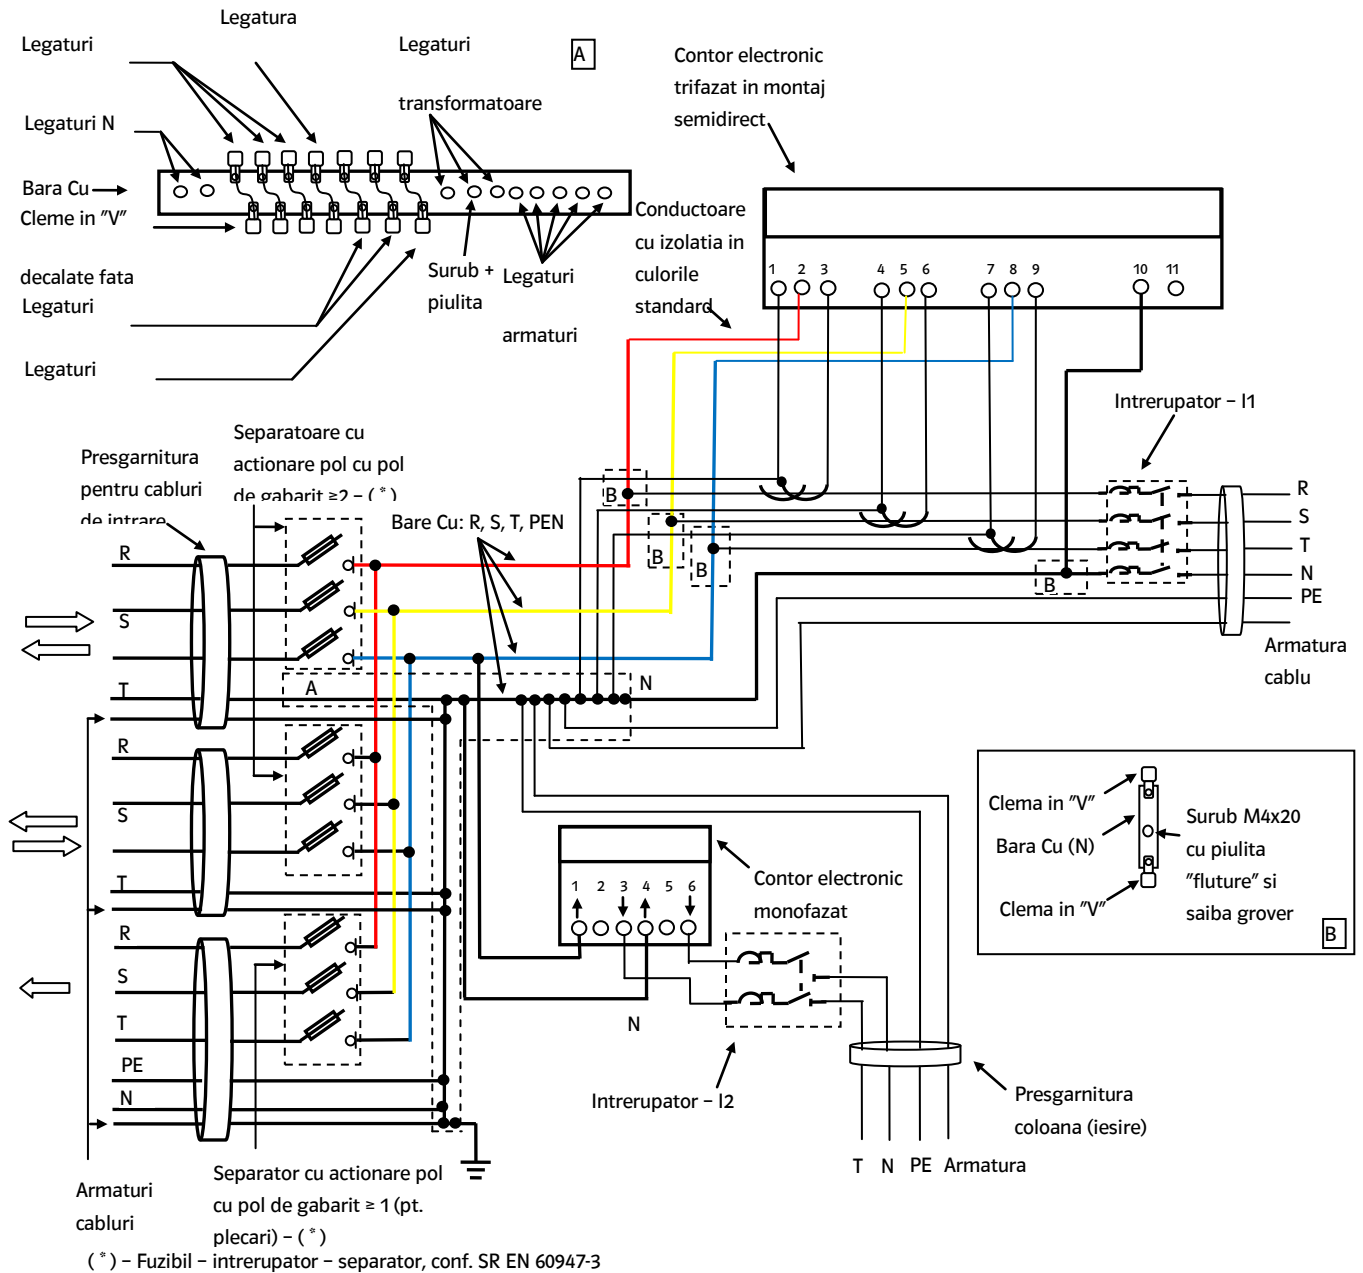 Legatura
Legaturi
Legaturi
A
transformatoare
Legaturi N
Bara Cu
Cleme in "V"
decalate fata
Legaturi
Legaturi
Surub +
piulita
Legaturi
armaturi
Contor electronic
trifazat in montaj
semidirect
Conductoare
cu izolatia in
culorile
standard
1 2 3 4 5 6 7 8 9 10 11
Intrerupator – I1
Separatoare cu
actionare pol cu pol
de gabarit ≥2 – ( * )
Presgarnitura
pentru cabluri
de intrare
Bare Cu: R, S, T, PEN
B
B
B
B
R
S
T
N
PE
Armatura
cablu
R
S
T
A
N
R
S
T
R
S
T
PE
N
1 2 3 4 5 6
Contor electronic
monofazat
N
Intrerupator – I2
Clema in "V"
Bara Cu (N)
Clema in "V"
Surub M4x20
cu piulita
"fluture" si
saiba grover
B
Presgarnitura
coloana (iesire)
T N PE Armatura
Armaturi
cabluri
Separator cu actionare pol
cu pol de gabarit ≥ 1 (pt.
plecari) – ( * )
( * ) – Fuzibil – intrerupator – separator, conf. SR EN 60947-3